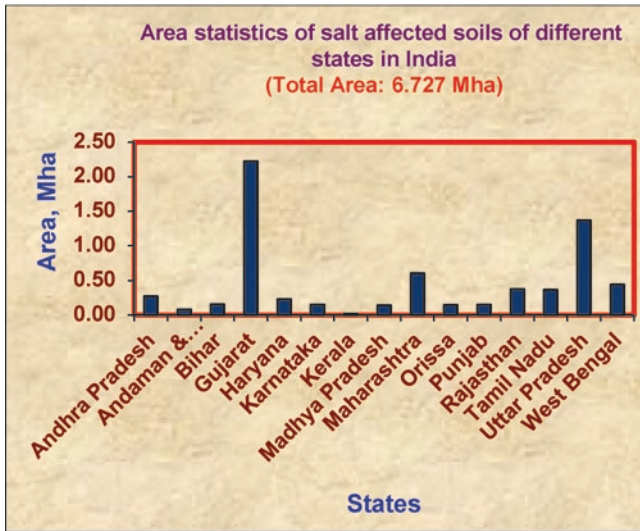 Area statistics of salt affected soils of different
states in India
(Total Area: 6.727 Mha)
Area, Mha
2.50
2.00
1.50
1.00
0.50
0.00
Andhra Pradesh
Andaman &...
Bihar
Gujarat
Haryana
Karnataka
Kerala
Madhya Pradesh
Maharashtra
Orissa
Punjab
Rajasthan
Tamil Nadu
Uttar Pradesh
West Bengal
States